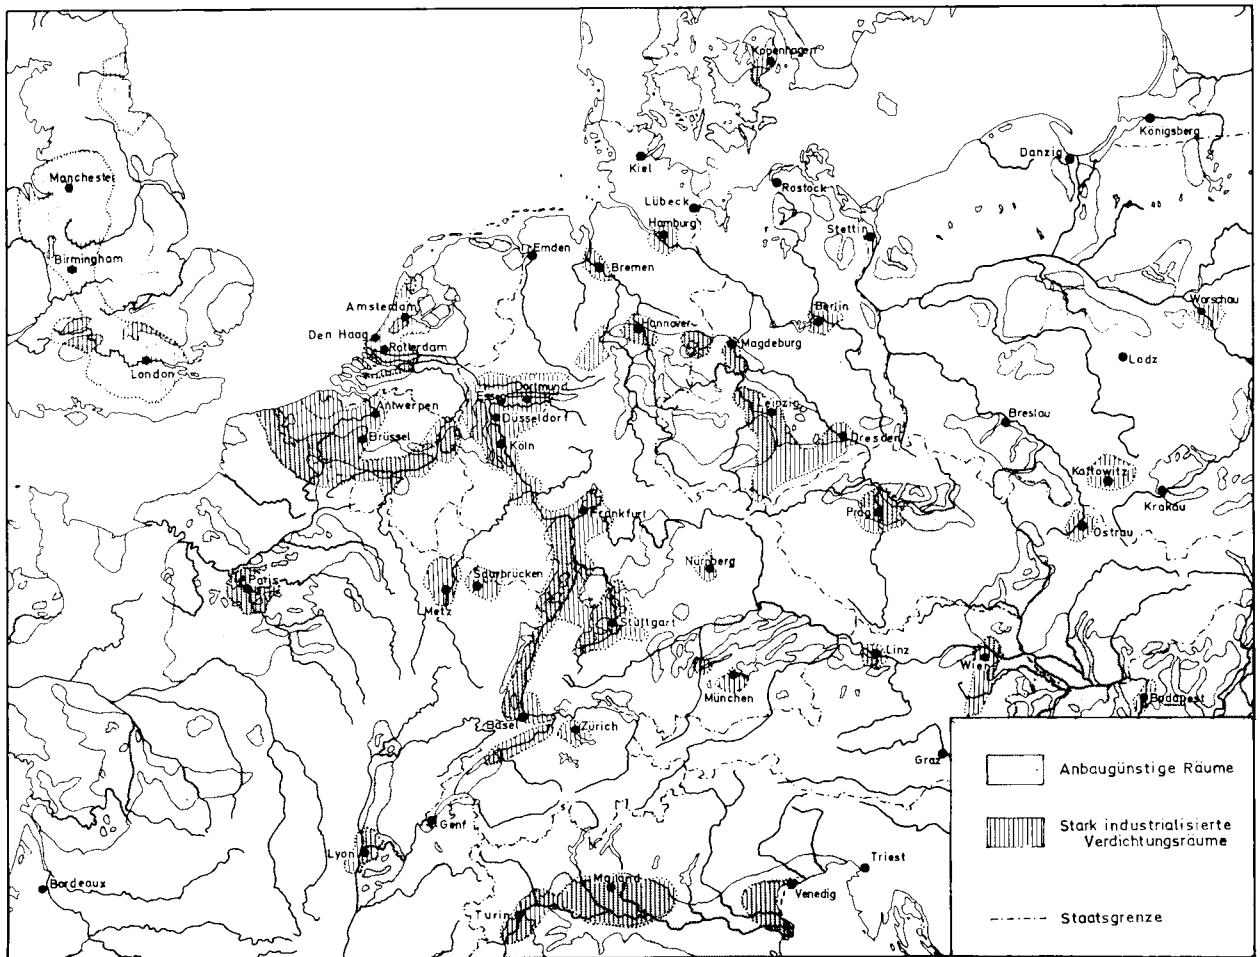 Kopenhagen
Königsberg
Danzig
Kiel
Manchester
Rostock
Lübeck
Hamburg
Stettin
Emden
Birmingham
Bremen
Warschau
Amsterdam
Berlin
Den Haag
Hannover
Rotterdam
Magdeburg
Lodz
London
Dortmund
Essen
Antwerpen
Leipzig
Breslau
Düsseldorf
Brüssel
Dresden
Köln
Kattowitz
Krakau
Frankfurt
Prag
Ostrau
Nürnberg
Paris
Saarbrücken
Metz
Stuttgart
Linz
Wien
München
Budapest
Basel
Zürich
Graz
Genf
Lyon
Triest
Bordeaux
Mailand
Venedig
Turin
Anbaugünstige Räume
Stark industrialisierte
Verdichtungsräume
Staatsgrenze